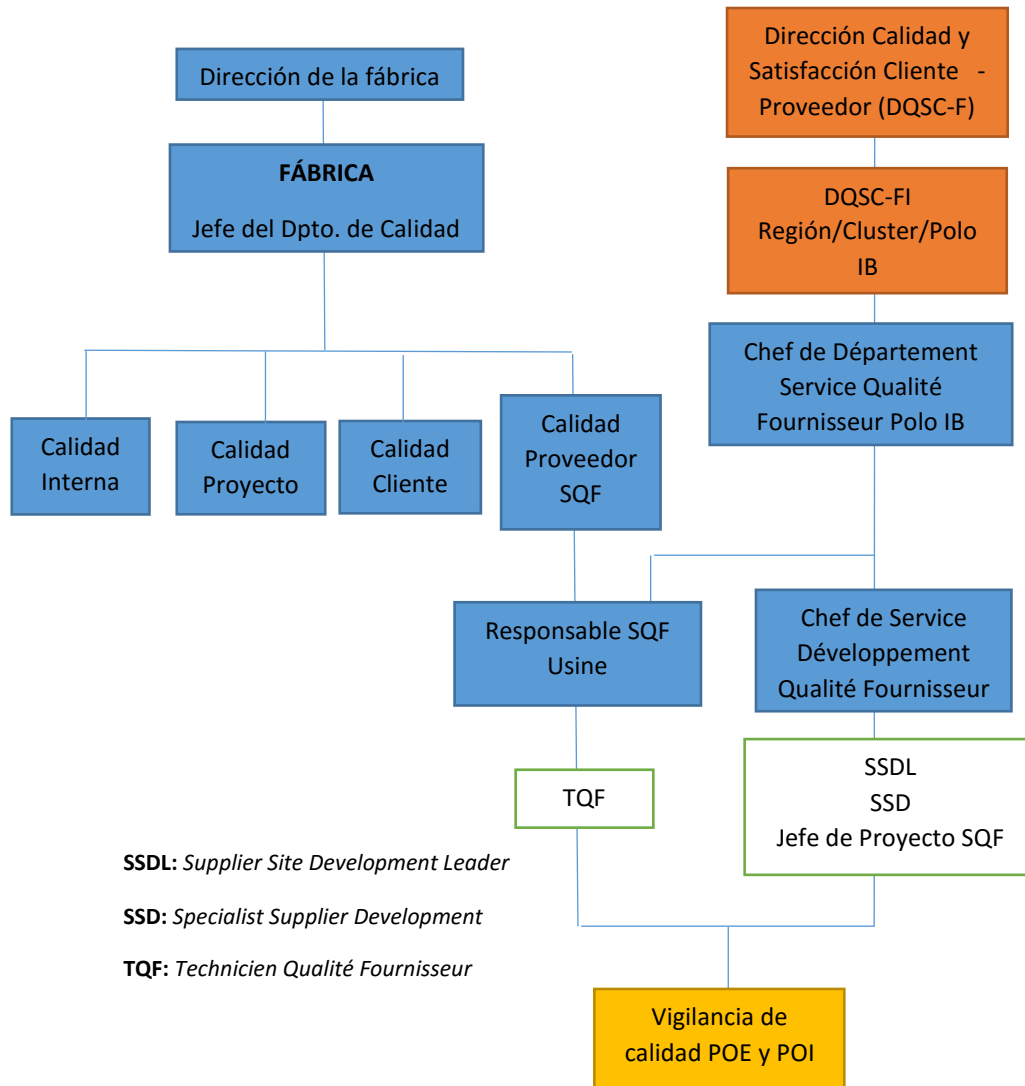 Dirección de la fábrica
FÁBRICA
Jefe del Dpto. de Calidad
Calidad
Interna
Calidad
Proyecto
Calidad
Cliente
Calidad
Proveedor
SQF
Dirección Calidad y
Satisfacción Cliente -
Proveedor (DQSC-F)
DQSC-FI
Región/Cluster/Polo
IB
Chef de Département
Service Qualité
Fournisseur Polo IB
Responsable SQF
Usine
Chef de Service
Développement
Qualité Fournisseur
TQF
SSDL
SSD
Jefe de Proyecto SQF
SSDL: Supplier Site Development Leader
SSD: Specialist Supplier Development
TQF: Technicien Qualité Fournisseur
Vigilancia de
calidad POE y POI